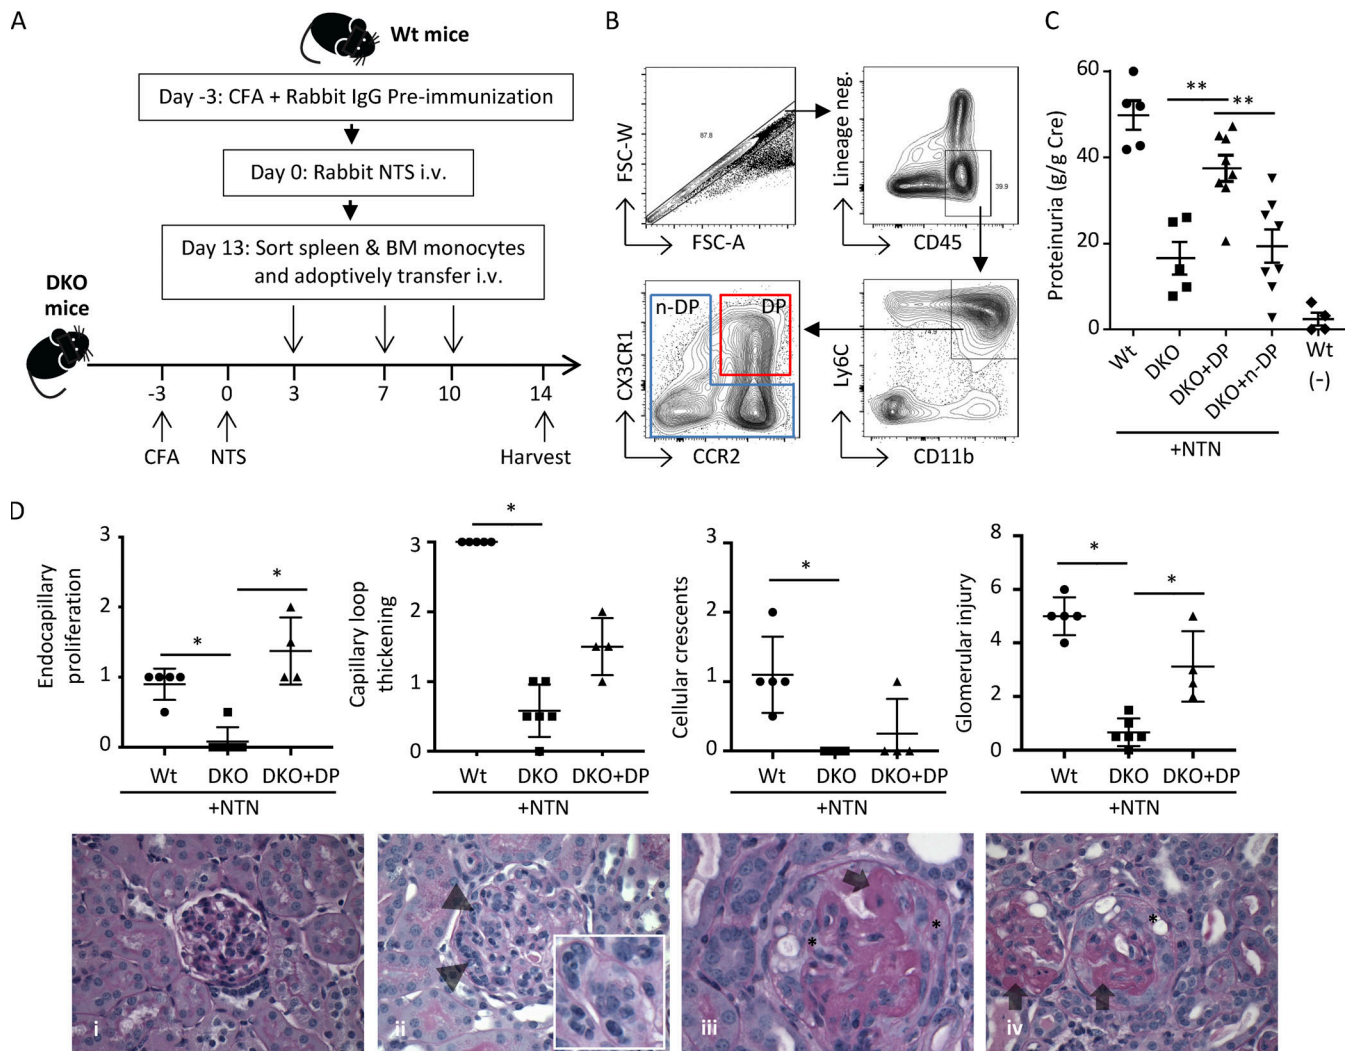 A
Wt mice
Day -3: CFA + Rabbit IgG Pre-immunization
Day 0: Rabbit NTS i.v.
Day 13: Sort spleen & BM monocytes
and adoptively transfer i.v.
DKO
mice
-3 0 3 7 10 14
CFA NTS Harvest
B
FSC-W
87.8
FSC-A
Lineage neg.
39.9
CD45
CX3CR1
n-DP
DP
CCR2
Ly6C
74.9
CD11b
C
Proteinuria (g/g Cre)
60
40
20
0
**
**
Wt
DKO
DKO+DP
DKO+n-DP
Wt
(-)
+NTN
D
Endocapillary
proliferation
3
2
1
0
*
*
Wt DKO DKO+DP
+NTN
Capillary loop
thickening
3
2
1
0
*
Wt DKO DKO+DP
+NTN
Cellular crescents
3
2
1
0
*
Wt DKO DKO+DP
+NTN
Glomerular injury
8
6
4
2
0
*
*
Wt DKO DKO+DP
+NTN
i
ii
iii
*
*
iv
*